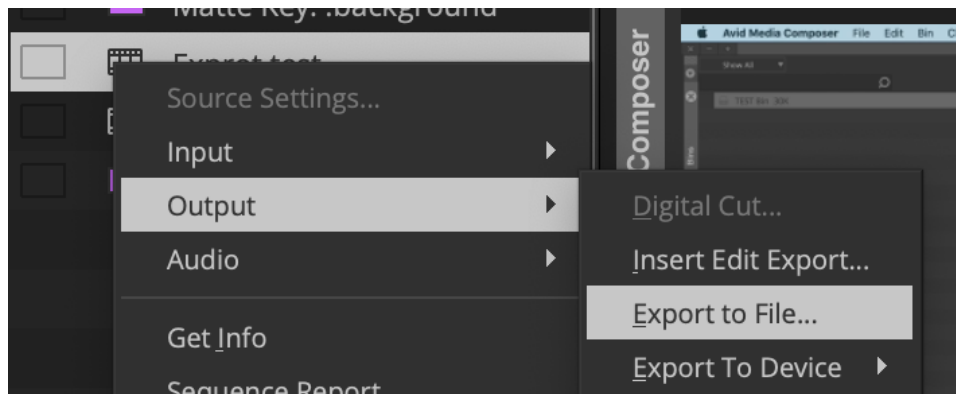 Matte Key: .background
Exprot test
Source Settings...
Input
Output
Audio
Get Info
Sequence Report
Composer
Avid Media Composer File Edit Bin
Show All
TEST Bin
Digital Cut...
Insert Edit Export...
Export to File...
Export To Device